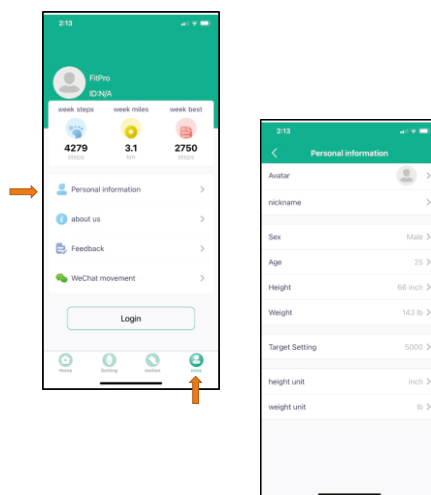 2:13
FitPro
ID:N/A
week steps week miles week best
4279 3.1 2750
steps km steps
Personal information
about us
Feedback
WeChat movement
Login
Home Setting motion mine
2:13
Personal information
Avatar
nickname
Sex Male
Age 25
Height 66 inch
Weight 143 lb
Target Setting 5000
height unit inch
weight unit lb